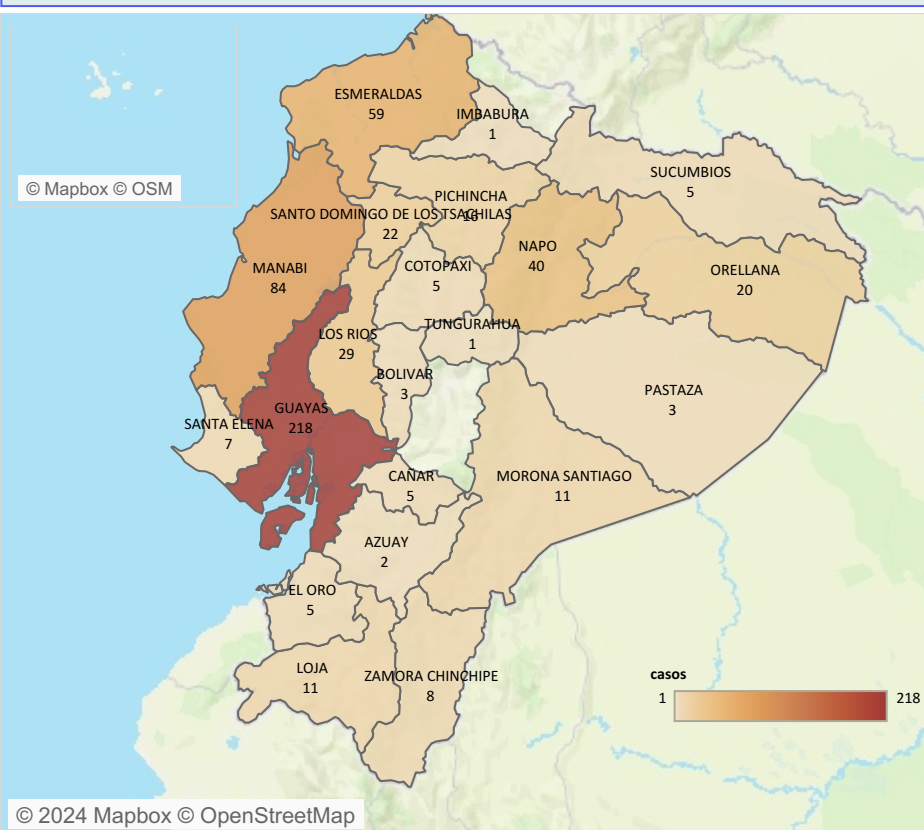 ESMERALDAS
59
IMBABURA
1
© Mapbox © OSM
SUCUMBIOS
5
PICHINCHA
16
SANTO DOMINGO DE LOS TSACHILAS
22
NAPO
40
MANABI
84
COTOPAXI
5
ORELLANA
20
TUNGURAHUA
1
LOS RIOS
29
BOLIVAR
3
PASTAZA
3
GUAYAS
218
SANTA ELENA
7
CAÑAR
5
MORONA SANTIAGO
11
AZUAY
2
EL ORO
5
LOJA
11
ZAMORA CHINCHIPE
8
casos
1
218
© 2024 Mapbox © OpenStreetMap